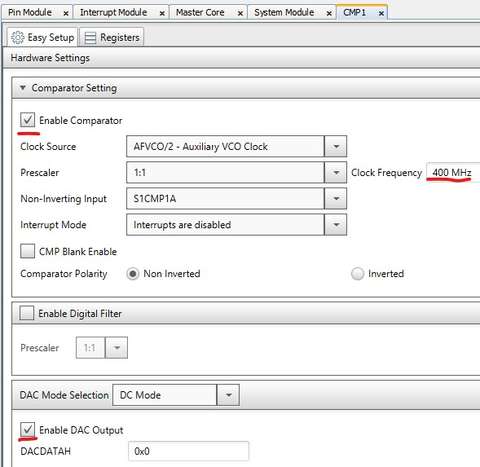 Pin Module x Interrupt Module x Master Core x System Module x CMP1 x
Easy Setup Registers
Hardware Settings
Comparator Setting
Enable Comparator
Clock Source AFVCO/2 - Auxiliary VCO Clock
Prescaler 1:1 Clock Frequency 400 MHz
Non-Inverting Input S1CMP1A
Interrupt Mode Interrupts are disabled
CMP Blank Enable
Comparator Polarity Non Inverted Inverted
Enable Digital Filter
Prescaler 1:1
DAC Mode Selection DC Mode
Enable DAC Output
DACDATAH 0x0